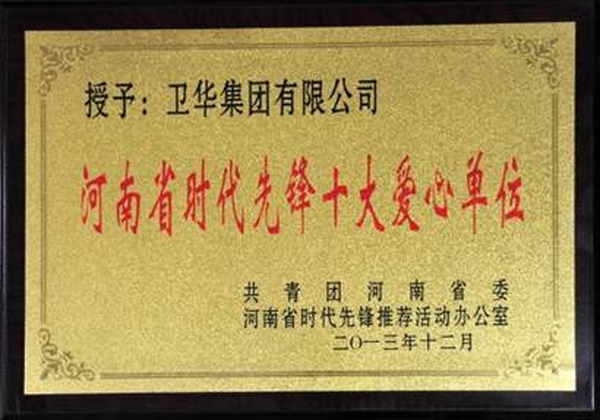 授予：卫华集团有限公司
河南省时代先锋十大爱心单位
共青团河南省委
河南省时代先锋推荐活动办公室
二〇一三年十二月